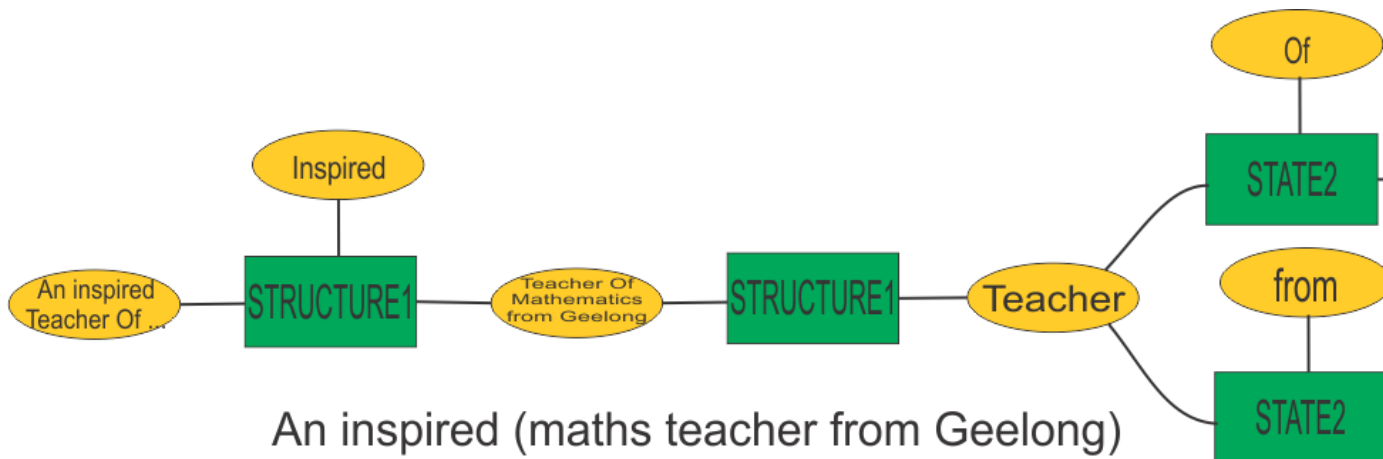 Of
Inspired
STATE2
An inspired
Teacher Of ...
STRUCTURE1
Teacher Of
Mathematics
from Geelong
STRUCTURE1
Teacher
from
STATE2
An inspired (maths teacher from Geelong)